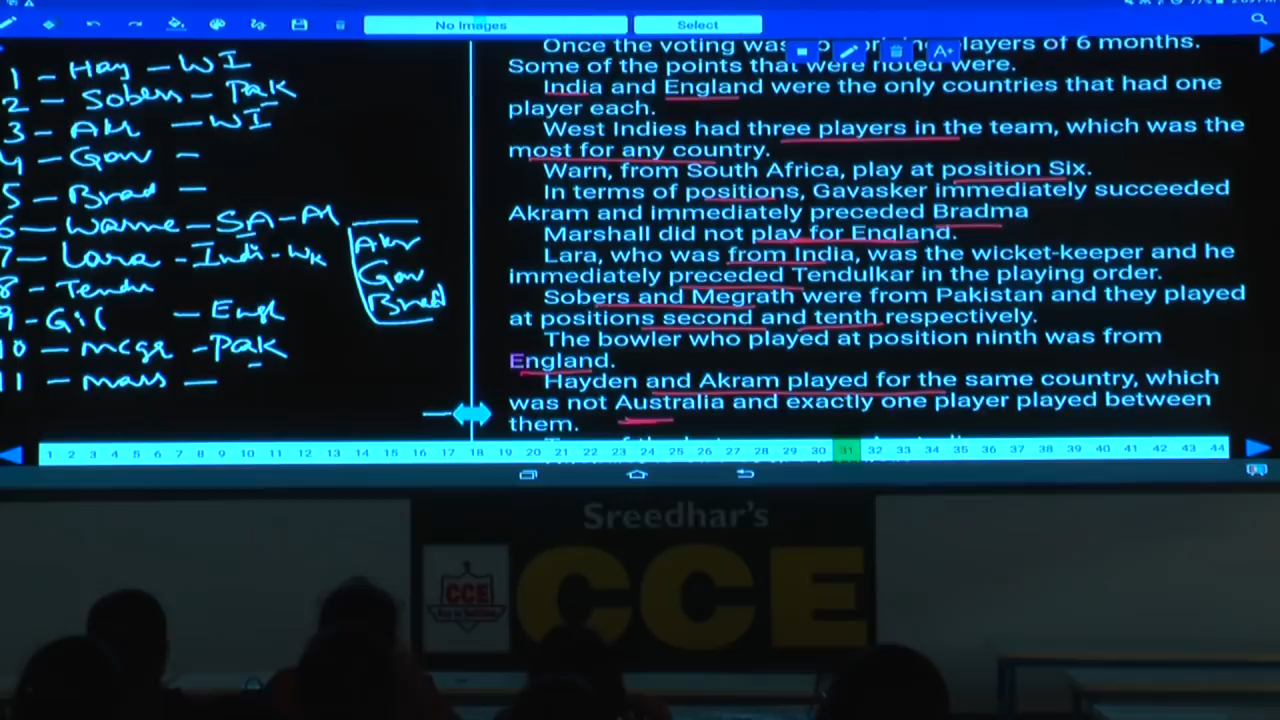 No Images
Select
1 - Hay - WI
2 - Sobers - Pak
3 - Akr - WI
4 - Gav -
5 - Brad -
6 - Warne - SA - All
7 - Lara - Indi - Wk
8 - Tendu
9 - Gil - Engl
10 - mcgr - Pak
11 - mars -
Akr
Gav
Brad
Once the voting was layers of 6 months.
Some of the points that were noted were.
India and England were the only countries that had one
player each.
West Indies had three players in the team, which was the
most for any country.
Warn, from South Africa, play at position Six.
In terms of positions, Gavasker immediately succeeded
Akram and immediately preceded Bradma
Marshall did not play for England.
Lara, who was from India, was the wicket-keeper and he
immediately preceded Tendulkar in the playing order.
Sobers and Megrath were from Pakistan and they played
at positions second and tenth respectively.
The bowler who played at position ninth was from
England.
Hayden and Akram played for the same country, which
was not Australia and exactly one player played between
them.
1 2 3 4 5 6 7 8 9 10 11 12 13 14 15 16 17 18 19 20 21 22 23 24 25 26 27 28 29 30 31 32 33 34 35 36 37 38 39 40 41 42 43 44
Sreedhar's
CCE
CCE